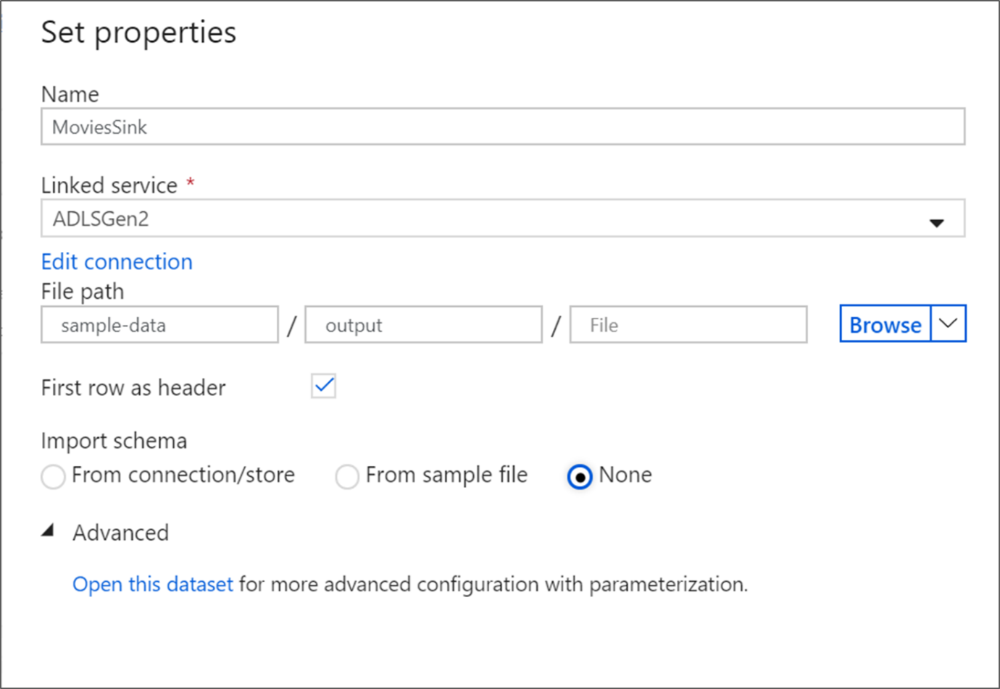 Set properties
Name
MoviesSink
Linked service *
ADLSGen2
Edit connection
File path
sample-data / output / File Browse
First row as header
Import schema
From connection/store From sample file None
Advanced
Open this dataset for more advanced configuration with parameterization.